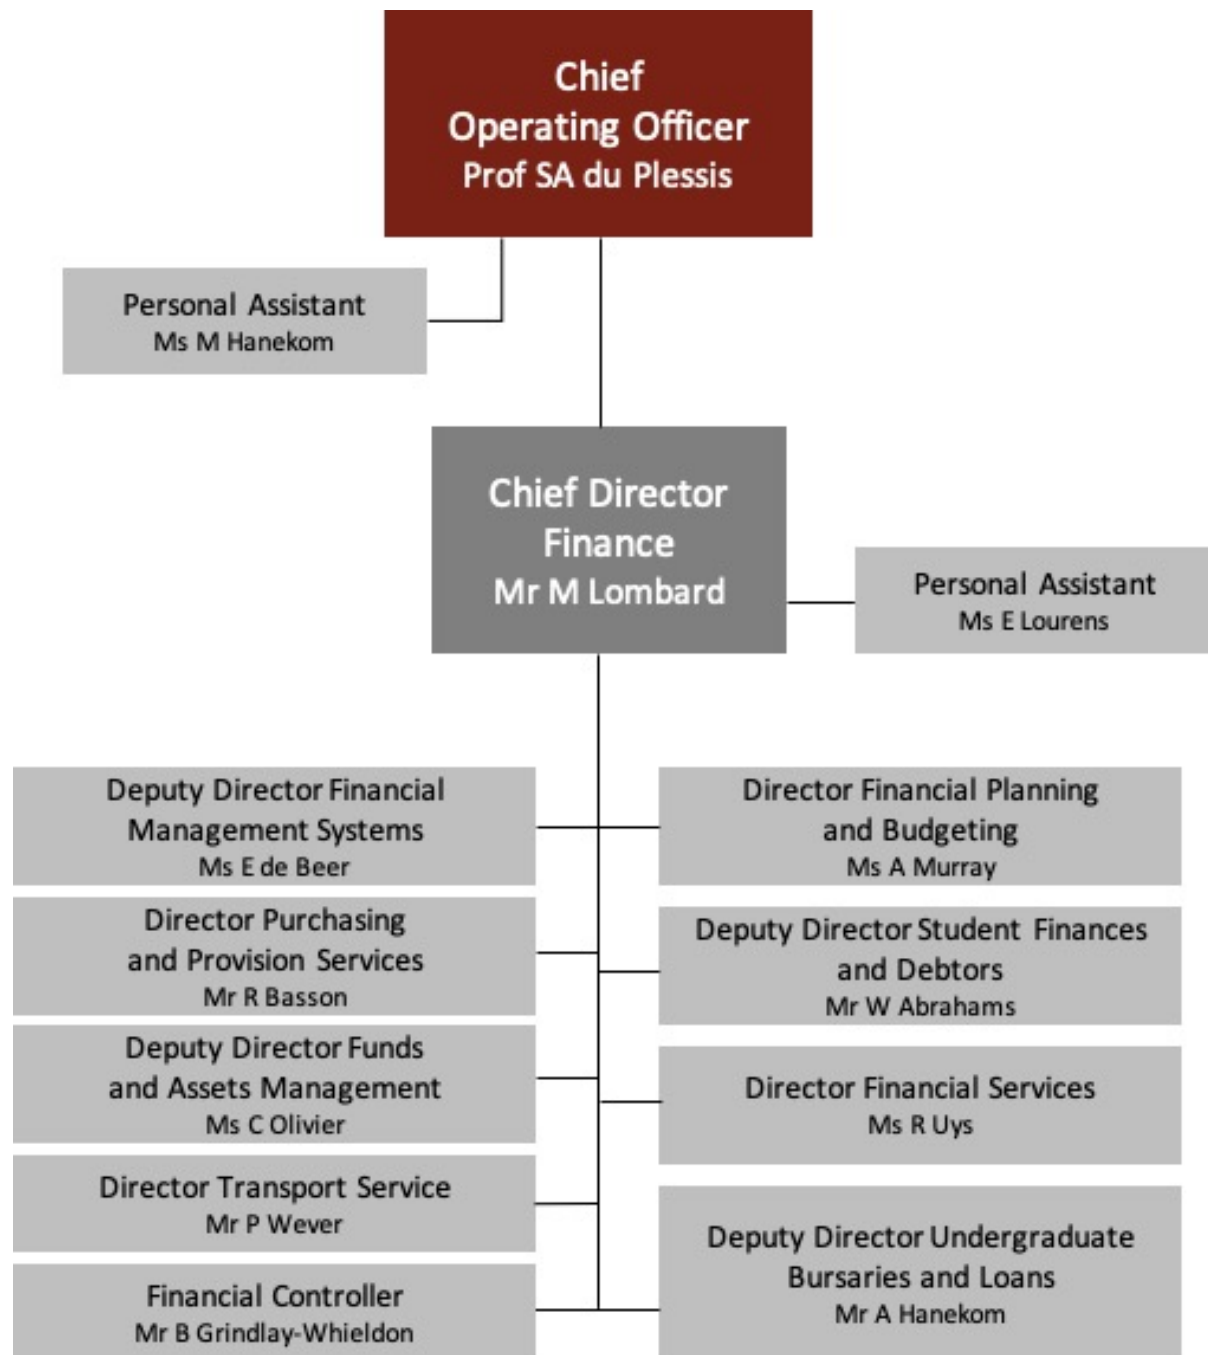 Chief
Operating Officer
Prof SA du Plessis
Personal Assistant
Ms M Hanekom
Chief Director
Finance
Mr M Lombard
Personal Assistant
Ms E Lourens
Deputy Director Financial
Management Systems
Ms E de Beer
Director Purchasing
and Provision Services
Mr R Basson
Deputy Director Funds
and Assets Management
Ms C Olivier
Director Transport Service
Mr P Wever
Financial Controller
Mr B Grindlay-Whieldon
Director Financial Planning
and Budgeting
Ms A Murray
Deputy Director Student Finances
and Debtors
Mr W Abrahams
Director Financial Services
Ms R Uys
Deputy Director Undergraduate
Bursaries and Loans
Mr A Hanekom